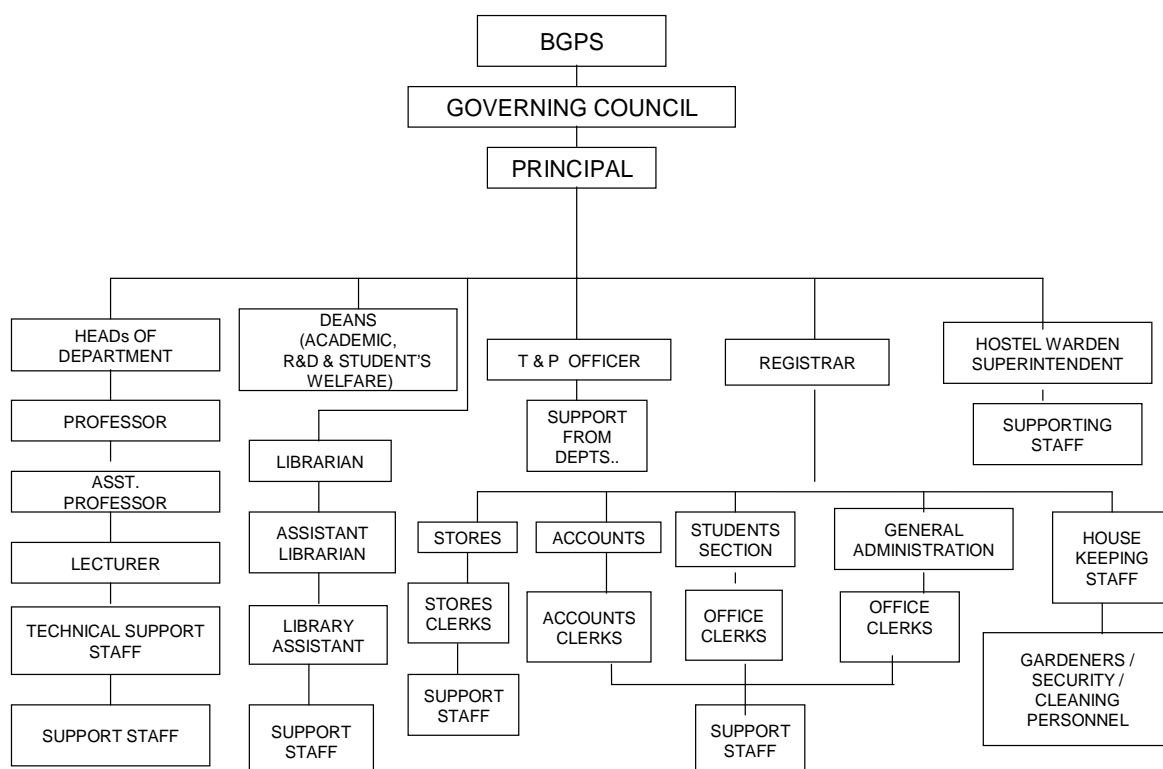 BGPS
GOVERNING COUNCIL
PRINCIPAL
HEADs OF
DEPARTMENT
PROFESSOR
ASST.
PROFESSOR
LECTURER
TECHNICAL SUPPORT
STAFF
SUPPORT STAFF
DEANS
(ACADEMIC,
R&D & STUDENT'S
WELFARE)
LIBRARIAN
ASSISTANT
LIBRARIAN
LIBRARY
ASSISTANT
SUPPORT
STAFF
T & P OFFICER
SUPPORT
FROM
DEPTS..
REGISTRAR
STORES
STORES
CLERKS
SUPPORT
STAFF
ACCOUNTS
ACCOUNTS
CLERKS
STUDENTS
SECTION
OFFICE
CLERKS
GENERAL
ADMINISTRATION
OFFICE
CLERKS
SUPPORT
STAFF
HOUSE
KEEPING
STAFF
GARDENERS /
SECURITY /
CLEANING
PERSONNEL
HOSTEL WARDEN
SUPERINTENDENT
SUPPORTING
STAFF